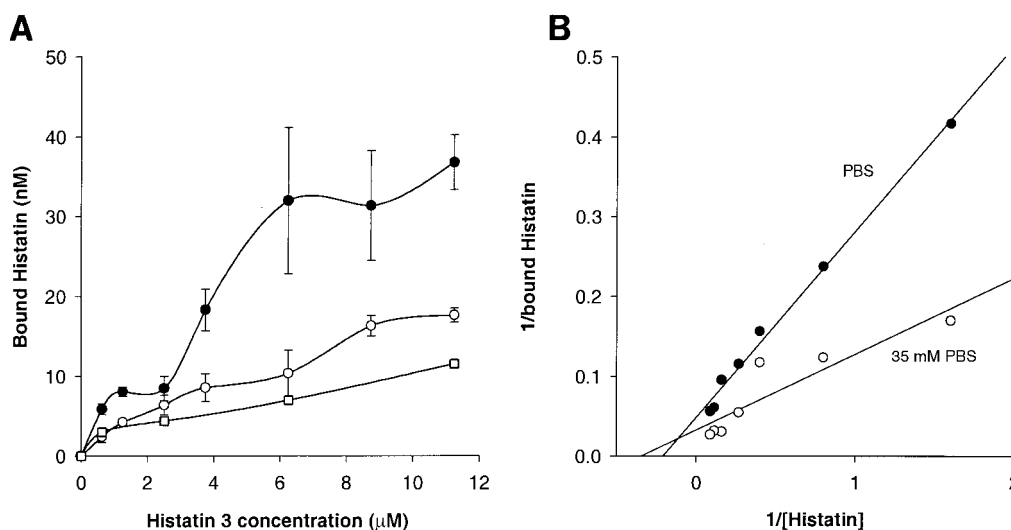 A
50
40
30
20
10
0
Bound Histatin (nM)
0 2 4 6 8 10 12
Histatin 3 concentration (μM)
B
0.5
0.4
0.3
0.2
0.1
0.0
1/bound Histatin
PBS
35 mM PBS
0 1 2
1/[Histatin]